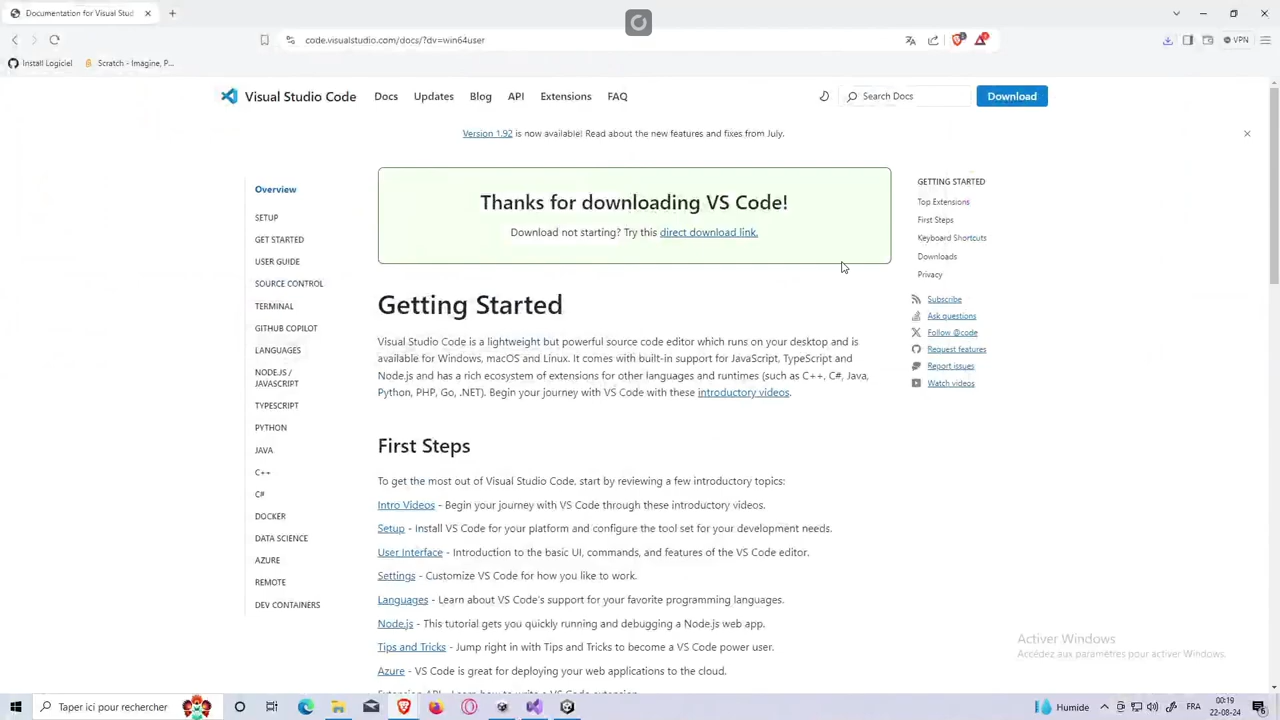 Documentation for Visual Stud
code.visualstudio.com/docs/?dv=win64user
VPN
Install Logiciel
Scratch - Imagine, P...
Visual Studio Code
Docs
Updates
Blog
API
Extensions
FAQ
Search Docs
Download
Version 1.92 is now available! Read about the new features and fixes from July.
Overview
SETUP
GET STARTED
USER GUIDE
SOURCE CONTROL
TERMINAL
GITHUB COPILOT
LANGUAGES
NODE.JS /
JAVASCRIPT
TYPESCRIPT
PYTHON
JAVA
C++
C#
DOCKER
DATA SCIENCE
AZURE
REMOTE
DEV CONTAINERS
Thanks for downloading VS Code!
Download not starting? Try this direct download link.
Getting Started
Visual Studio Code is a lightweight but powerful source code editor which runs on your desktop and is
available for Windows, macOS and Linux. It comes with built-in support for JavaScript, TypeScript and
Node.js and has a rich ecosystem of extensions for other languages and runtimes (such as C++, C#, Java,
Python, PHP, Go, .NET). Begin your journey with VS Code with these introductory videos.
First Steps
To get the most out of Visual Studio Code, start by reviewing a few introductory topics:
Intro Videos - Begin your journey with VS Code through these introductory videos.
Setup - Install VS Code for your platform and configure the tool set for your development needs.
User Interface - Introduction to the basic UI, commands, and features of the VS Code editor.
Settings - Customize VS Code for how you like to work.
Languages - Learn about VS Code's support for your favorite programming languages.
Node.js - This tutorial gets you quickly running and debugging a Node.js web app.
Tips and Tricks - Jump right in with Tips and Tricks to become a VS Code power user.
Azure - VS Code is great for deploying your web applications to the cloud.
Extension API - Learn how to write a VS Code extension.
GETTING STARTED
Top Extensions
First Steps
Keyboard Shortcuts
Downloads
Privacy
Subscribe
Ask questions
Follow @code
Request features
Report issues
Watch videos
Activer Windows
Accédez aux paramètres pour activer Windows.
Taper ici pour rechercher
Humide
FRA
00:19
22-08-24